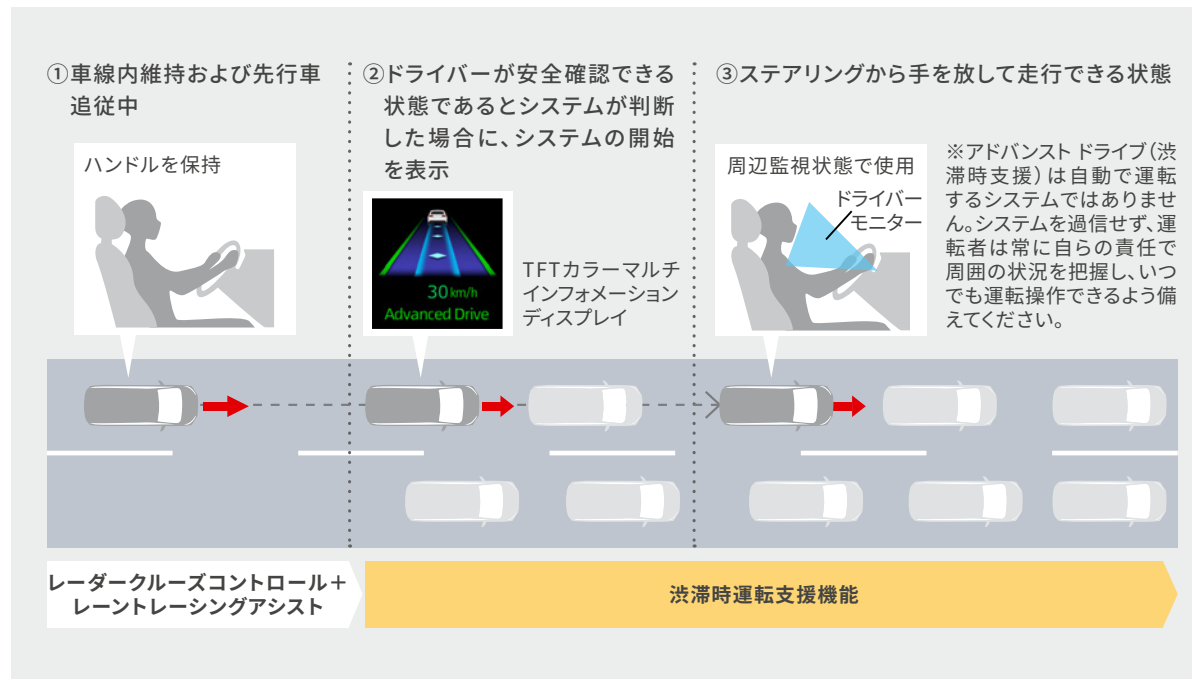 ①車線内維持および先行車
追従中
ハンドルを保持
②ドライバーが安全確認できる
状態であるとシステムが判断
した場合に、システムの開始
を表示
30 km/h
Advanced Drive
TFTカラーマルチ
インフォメーション
ディスプレイ
③ステアリングから手を放して走行できる状態
周辺監視状態で使用
ドライバー
モニター
※アドバンスト ドライブ（渋
滞時支援）は自動で運転
するシステムではありませ
ん。システムを過信せず、運
転者は常に自らの責任で
周囲の状況を把握し、いつ
でも運転操作できるよう備
えてください。
レーダークルーズコントロール＋
レーントレーシングアシスト
渋滞時運転支援機能